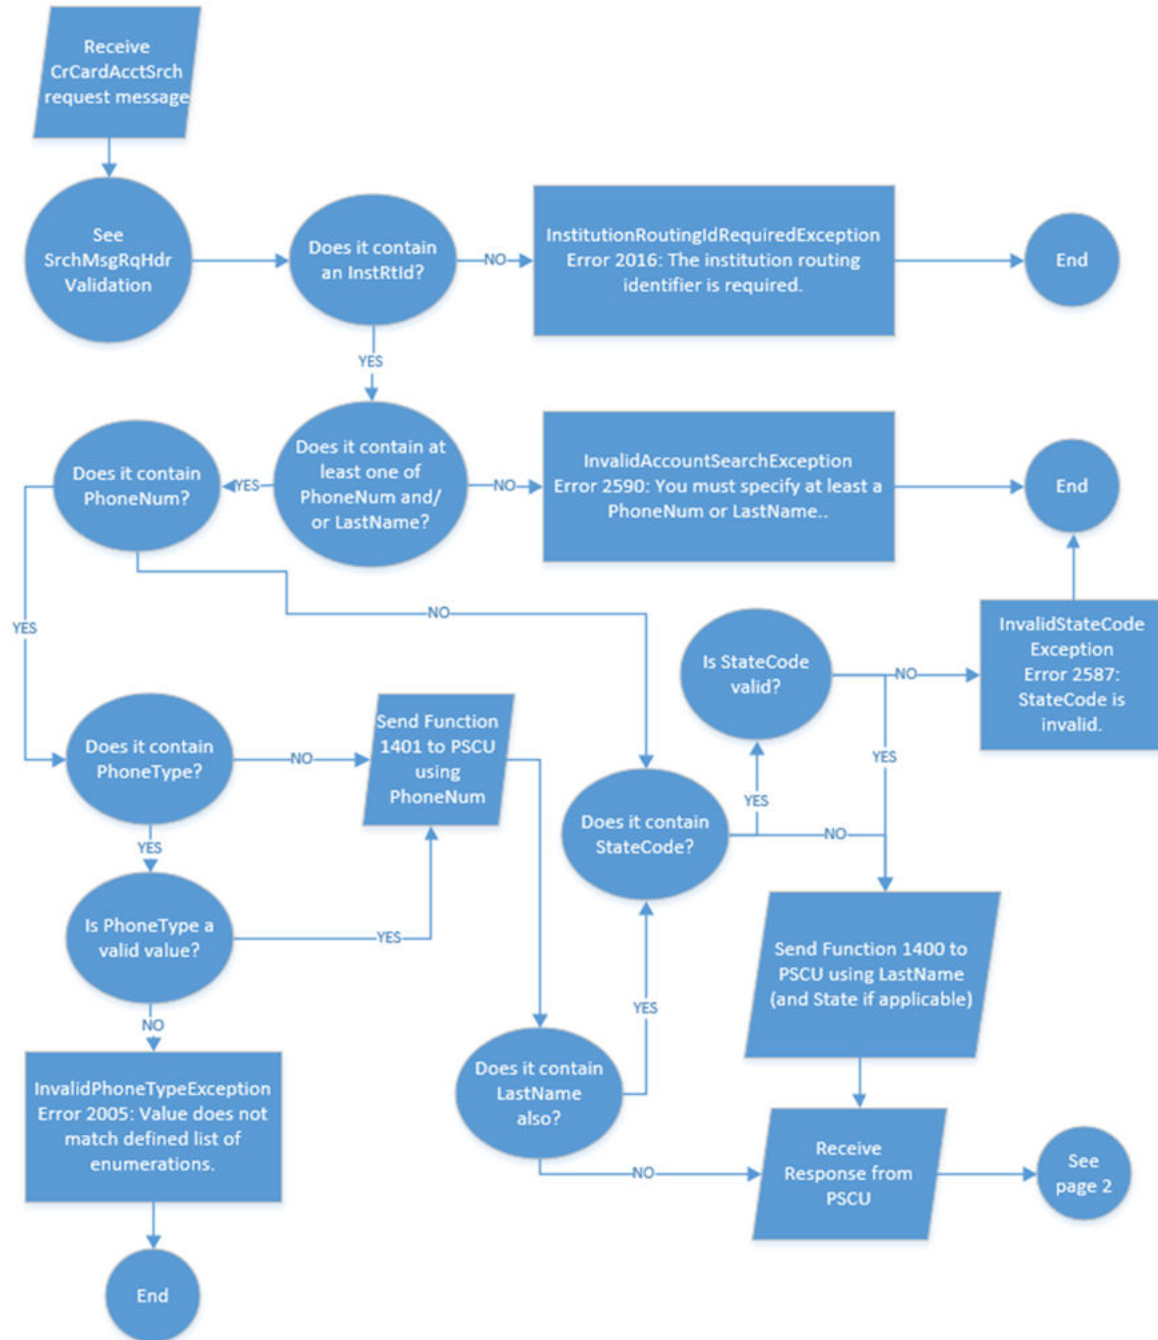 Receive
CrCardAcctSrch
request message
See
SrchMsgRqHdr
Validation
Does it contain
an InstRtId?
NO
InstitutionRoutingIdRequiredException
Error 2016: The institution routing
identifier is required.
End
YES
Does it contain
PhoneNum?
YES
Does it contain at
least one of
PhoneNum and/
or LastName?
NO
InvalidAccountSearchException
Error 2590: You must specify at least a
PhoneNum or LastName..
End
NO
YES
Is StateCode
valid?
NO
InvalidStateCode
Exception
Error 2587:
StateCode is
invalid.
YES
Does it contain
PhoneType?
NO
Send Function
1401 to PSCU
using
PhoneNum
YES
Does it contain
StateCode?
NO
YES
Is PhoneType a
valid value?
YES
Send Function 1400 to
PSCU using LastName
(and State if applicable)
YES
NO
InvalidPhoneTypeException
Error 2005: Value does not
match defined list of
enumerations.
Does it contain
LastName
also?
NO
Receive
Response from
PSCU
See
page 2
End